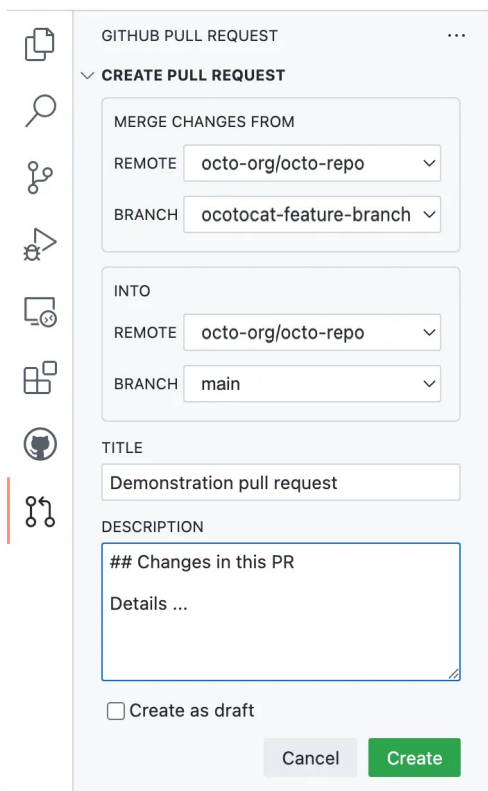 GITHUB PULL REQUEST
CREATE PULL REQUEST
MERGE CHANGES FROM
REMOTE octo-org/octo-repo
BRANCH ocotocat-feature-branch
INTO
REMOTE octo-org/octo-repo
BRANCH main
TITLE
Demonstration pull request
DESCRIPTION
## Changes in this PR
Details ...
Create as draft
Cancel Create